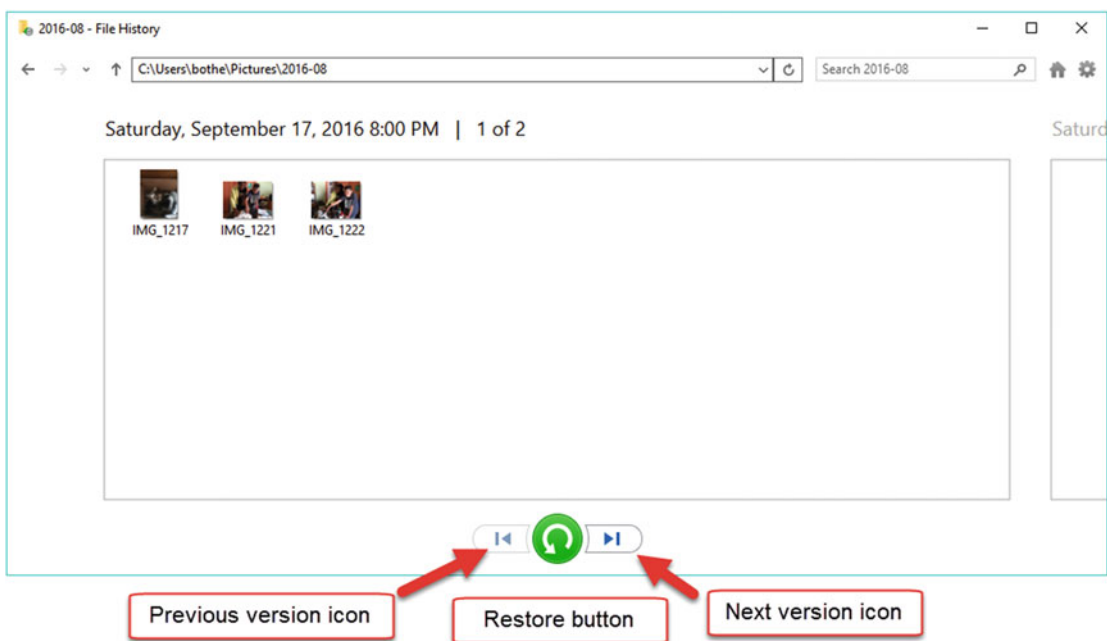 2016-08 - File History
C:\Users\bothe\Pictures\2016-08
Search 2016-08
Saturday, September 17, 2016 8:00 PM | 1 of 2
Saturd
IMG_1217
IMG_1221
IMG_1222
Previous version icon
Restore button
Next version icon